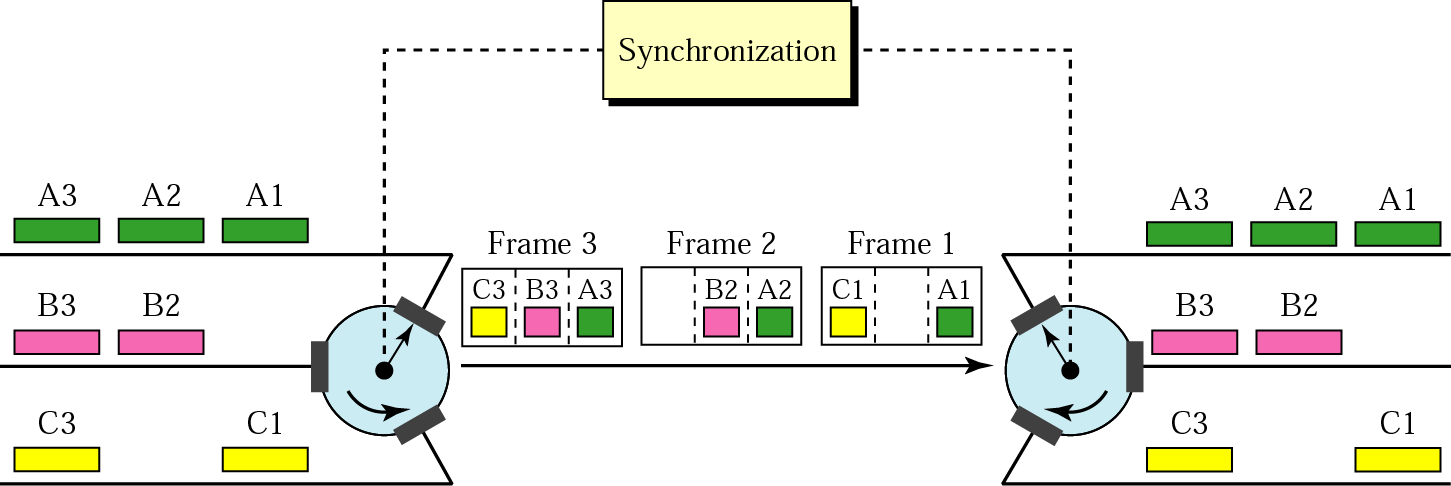 Synchronization
A3 A2 A1
A3 A2 A1
Frame 3 Frame 2 Frame 1
C3 B3 A3 B2 A2 C1 A1
B3 B2
B3 B2
C3 C1
C3 C1